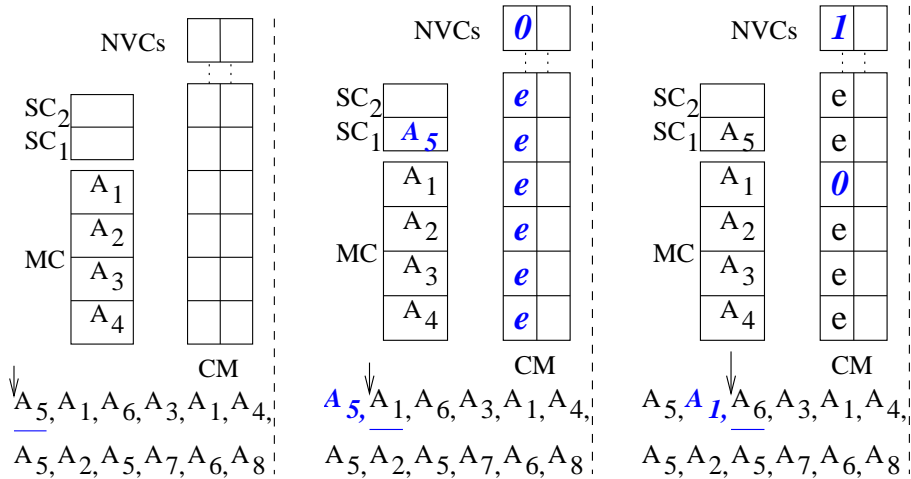 NVCs
SC2
SC1
A1
MC A2
A3
A4
CM
A5,A1,A6,A3,A1,A4,
A5,A2,A5,A7,A6,A8
NVCs 0
SC2 e
SC1 A5 e
A1 e
MC A2 e
A3 e
A4 e
CM
A5,A1,A6,A3,A1,A4,
A5,A2,A5,A7,A6,A8
NVCs 1
SC2 e
SC1 A5 e
A1 0
MC A2 e
A3 e
A4 e
CM
A5,A1,A6,A3,A1,A4,
A5,A2,A5,A7,A6,A8